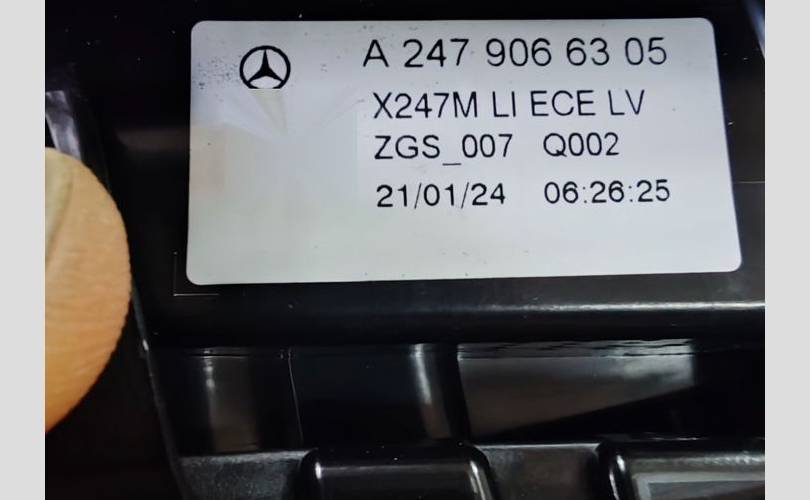 A 247 906 63 05
X247M LI ECE LV
ZGS_007 Q002
21/01/24 06:26:25